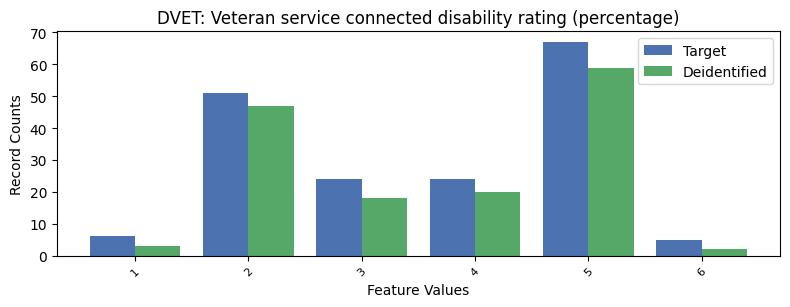 DVET: Veteran service connected disability rating (percentage)
70
60
50
40
30
20
10
0
Record Counts
Target
Deidentified
1 2 3 4 5 6
Feature Values